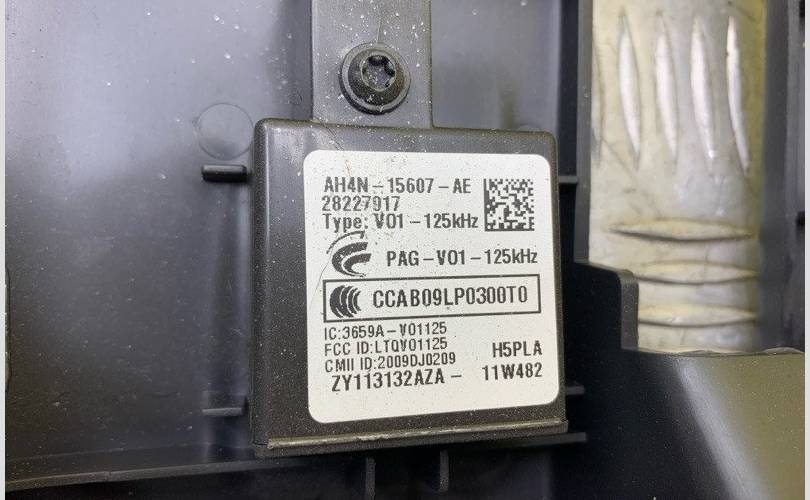 AH4N-15607-AE
28227917
Type: V01-125kHz
PAG-V01-125kHz
CCAB09LP0300T0
IC:3659A-V01125
FCC ID:LTQV01125
CMII ID:2009DJ0209
H5PLA
ZY113132AZA- 11W482